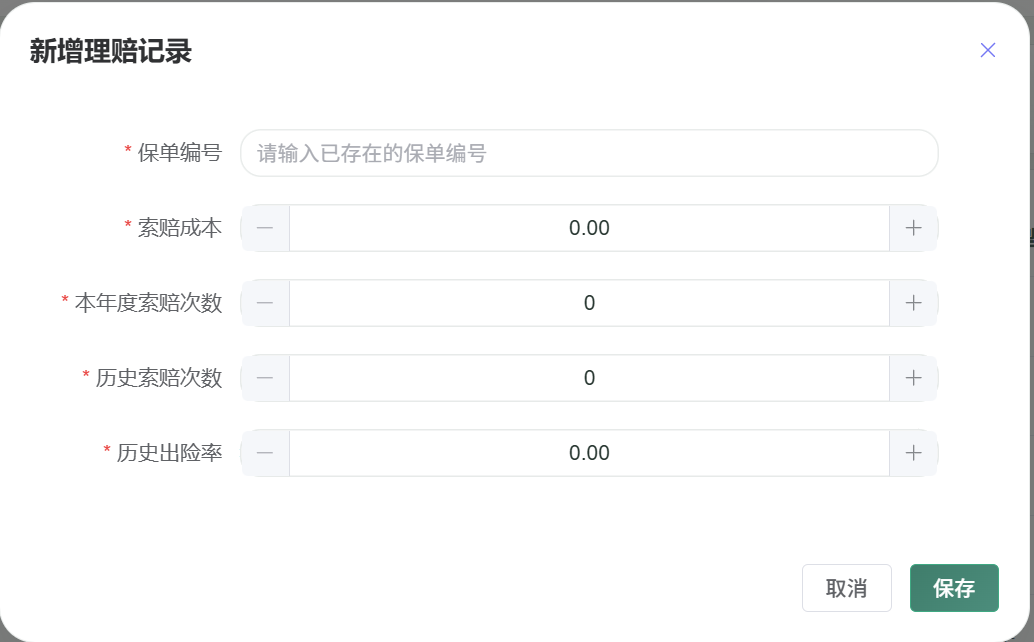 新增理赔记录
* 保单编号 请输入已存在的保单编号
* 索赔成本 0.00
* 本年度索赔次数 0
* 历史索赔次数 0
* 历史出险率 0.00
取消 保存